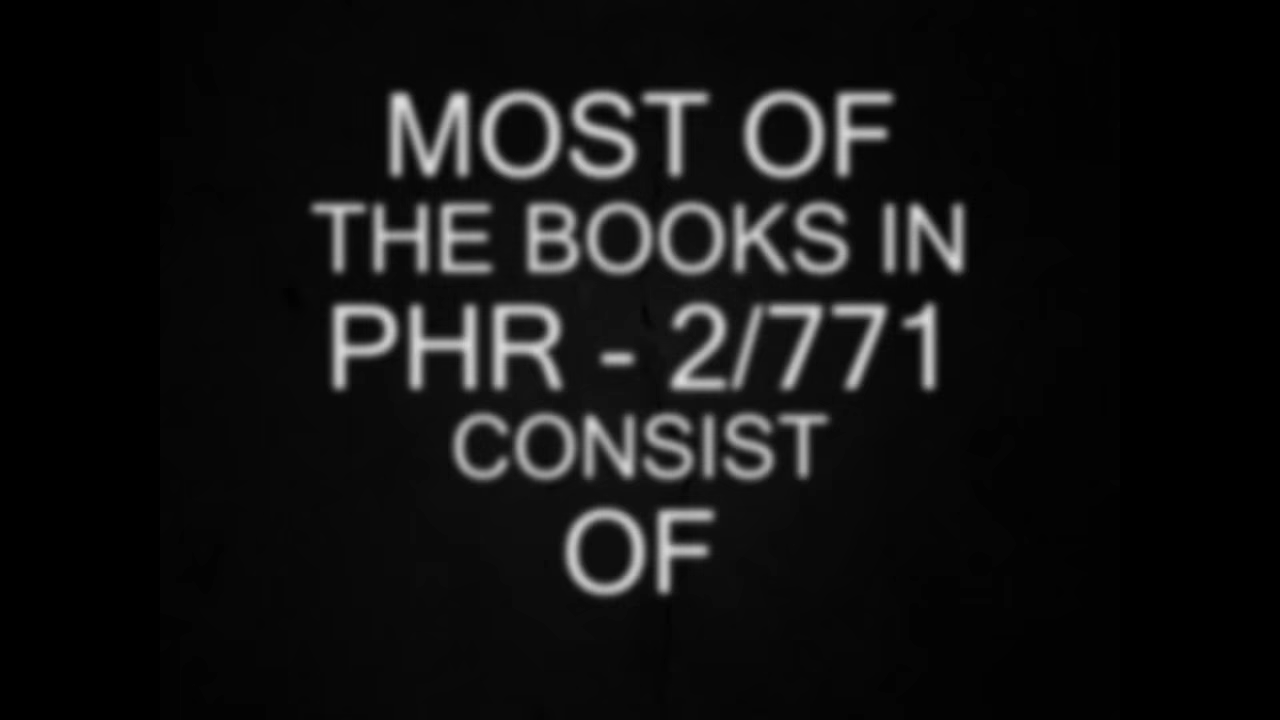 MOST OF
THE BOOKS IN
PHR - 2/771
CONSIST
OF